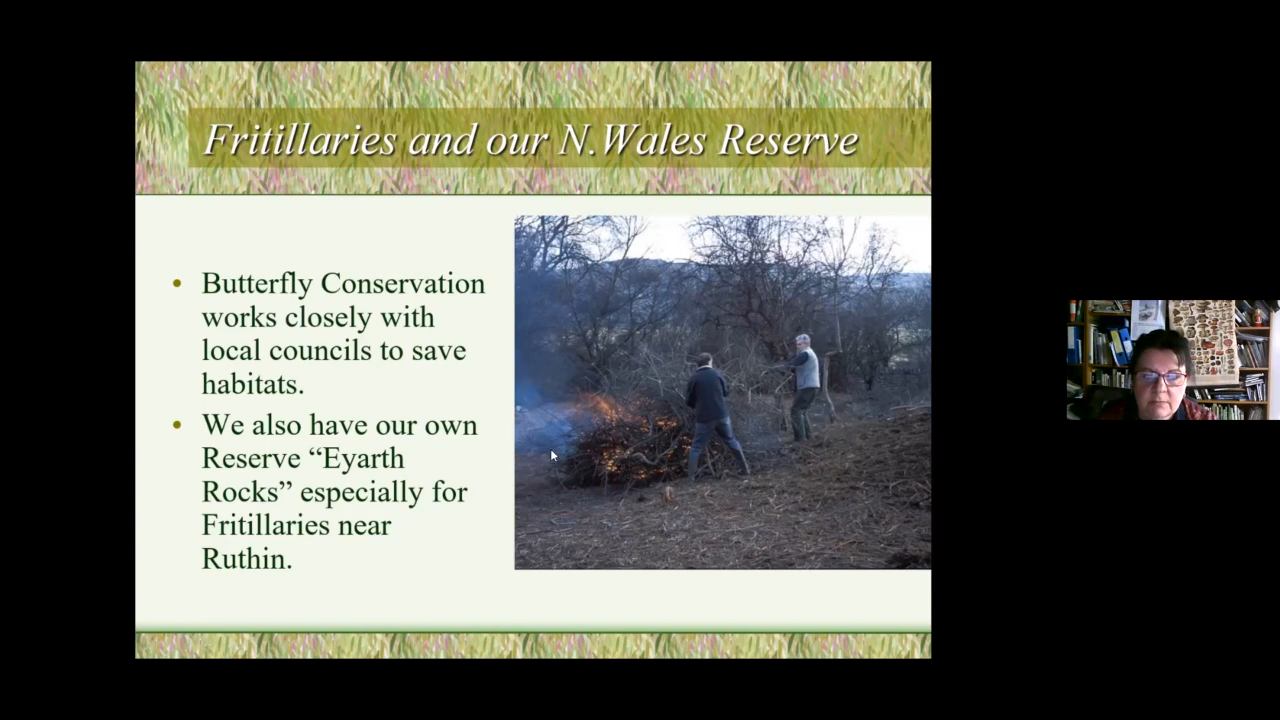 Fritillaries and our N.Wales Reserve
• Butterfly Conservation
works closely with
local councils to save
habitats.
• We also have our own
Reserve “Eyarth
Rocks” especially for
Fritillaries near
Ruthin.